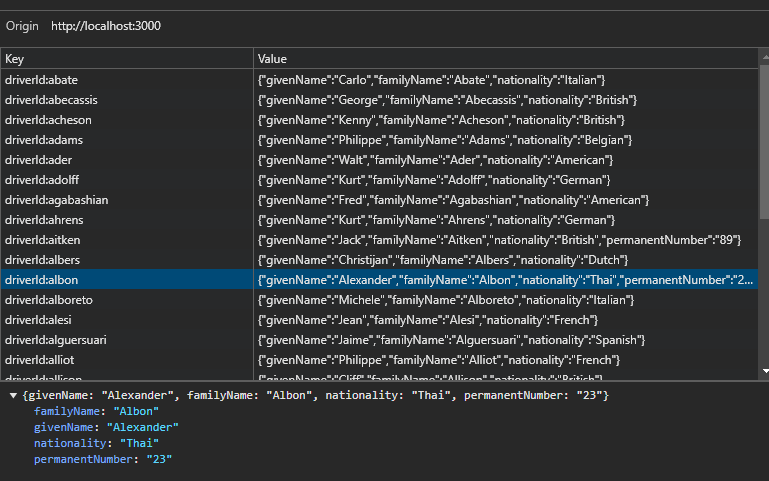 Origin http://localhost:3000
Key Value
driverId:abate {"givenName":"Carlo","familyName":"Abate","nationality":"Italian"}
driverId:abecassis {"givenName":"George","familyName":"Abecassis","nationality":"British"}
driverId:acheson {"givenName":"Kenny","familyName":"Acheson","nationality":"British"}
driverId:adams {"givenName":"Philippe","familyName":"Adams","nationality":"Belgian"}
driverId:ader {"givenName":"Walt","familyName":"Ader","nationality":"American"}
driverId:adolff {"givenName":"Kurt","familyName":"Adolff","nationality":"German"}
driverId:agabashian {"givenName":"Fred","familyName":"Agabashian","nationality":"American"}
driverId:ahrens {"givenName":"Kurt","familyName":"Ahrens","nationality":"German"}
driverId:aitken {"givenName":"Jack","familyName":"Aitken","nationality":"British","permanentNumber":"89"}
driverId:albers {"givenName":"Christijan","familyName":"Albers","nationality":"Dutch"}
driverId:albon {"givenName":"Alexander","familyName":"Albon","nationality":"Thai","permanentNumber":"2...
driverId:alboreto {"givenName":"Michele","familyName":"Alboreto","nationality":"Italian"}
driverId:alesi {"givenName":"Jean","familyName":"Alesi","nationality":"French"}
driverId:alguersuari {"givenName":"Jaime","familyName":"Alguersuari","nationality":"Spanish"}
driverId:alliot {"givenName":"Philippe","familyName":"Alliot","nationality":"French"}
driverId:allison {"givenName":"Cliff","familyName":"Allison","nationality":"British"}
{givenName: "Alexander", familyName: "Albon", nationality: "Thai", permanentNumber: "23"}
familyName: "Albon"
givenName: "Alexander"
nationality: "Thai"
permanentNumber: "23"